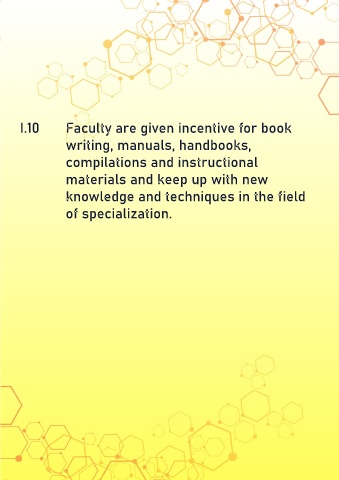 I.10 Faculty are given incentive for book
writing, manuals, handbooks,
compilations and instructional
materials and keep up with new
knowledge and techniques in the field
of specialization.